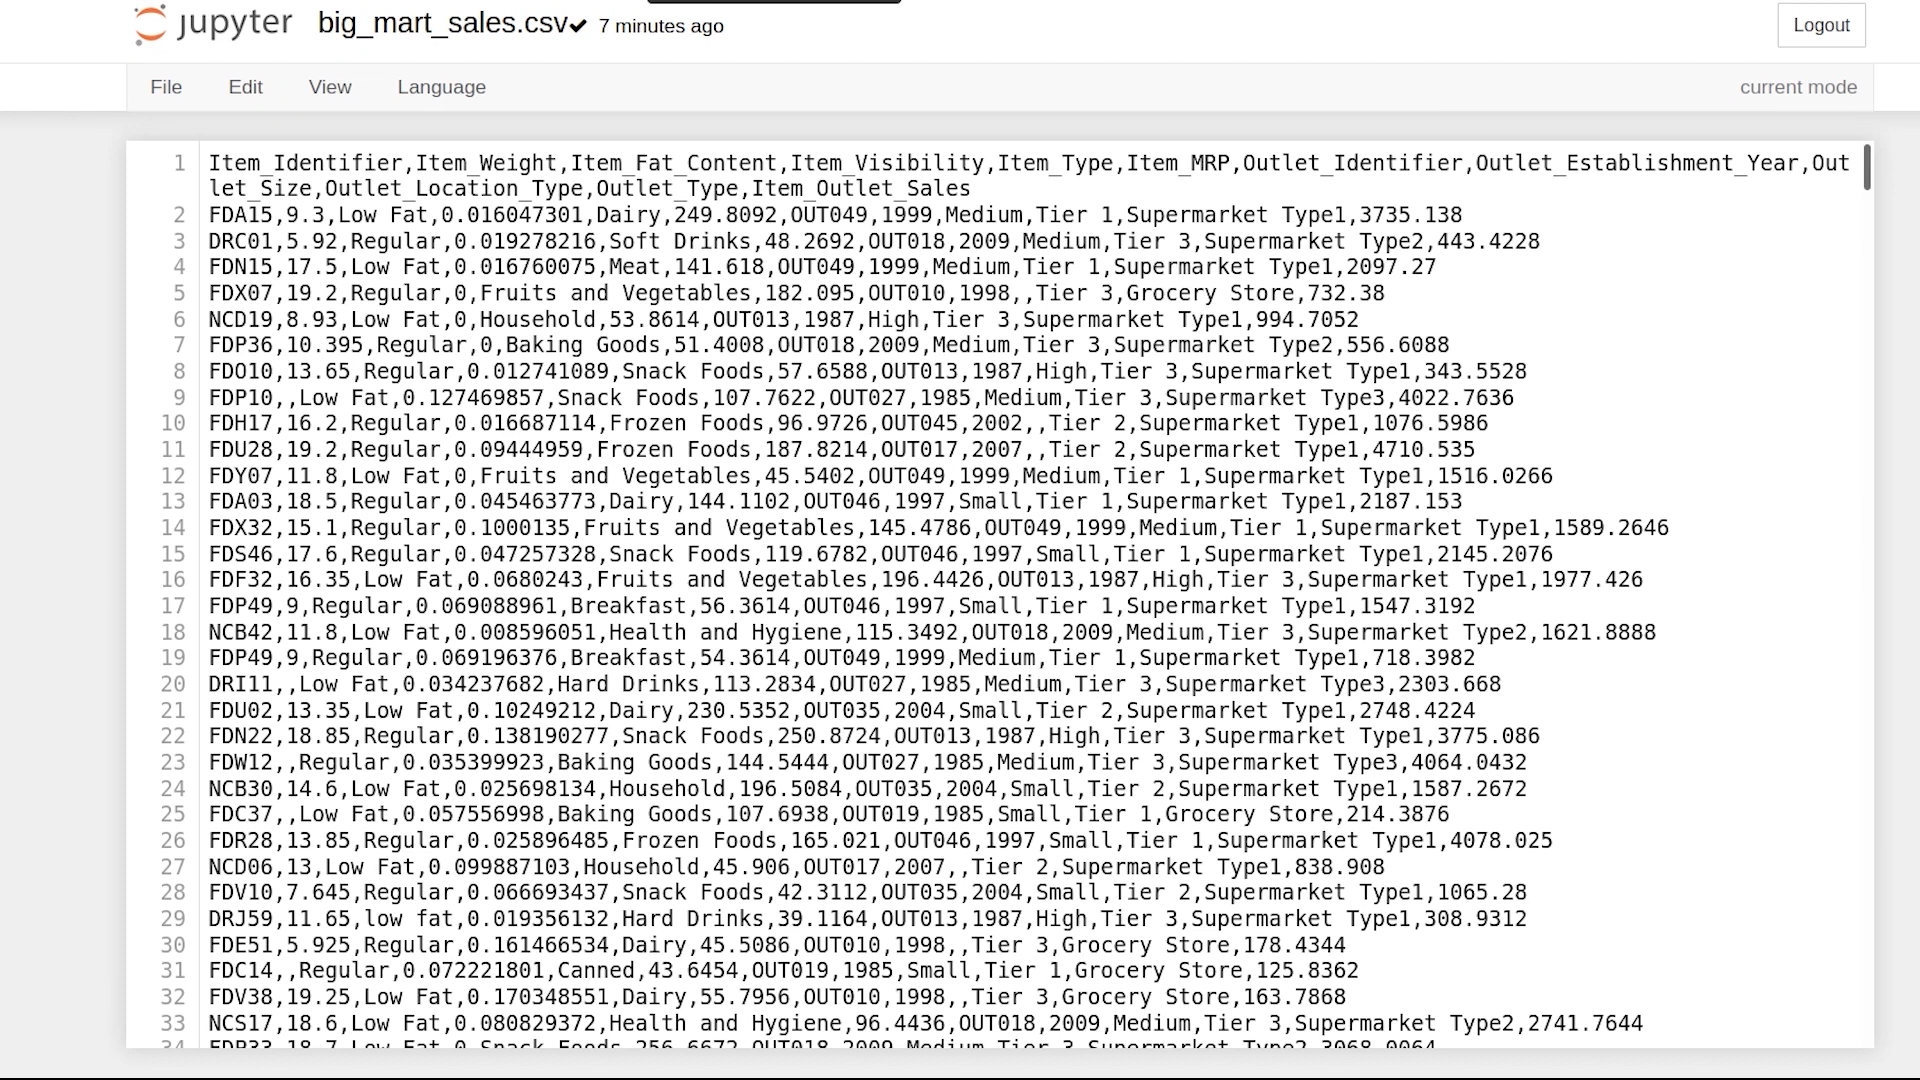 jupyter big_mart_sales.csv✔ 7 minutes ago
Logout
File Edit View Language current mode
1 Item_Identifier,Item_Weight,Item_Fat_Content,Item_Visibility,Item_Type,Item_MRP,Outlet_Identifier,Outlet_Establishment_Year,Out
let_Size,Outlet_Location_Type,Outlet_Type,Item_Outlet_Sales
2 FDA15,9.3,Low Fat,0.016047301,Dairy,249.8092,OUT049,1999,Medium,Tier 1,Supermarket Type1,3735.138
3 DRC01,5.92,Regular,0.019278216,Soft Drinks,48.2692,OUT018,2009,Medium,Tier 3,Supermarket Type2,443.4228
4 FDN15,17.5,Low Fat,0.016760075,Meat,141.618,OUT049,1999,Medium,Tier 1,Supermarket Type1,2097.27
5 FDX07,19.2,Regular,0,Fruits and Vegetables,182.095,OUT010,1998,,Tier 3,Grocery Store,732.38
6 NCD19,8.93,Low Fat,0,Household,53.8614,OUT013,1987,High,Tier 3,Supermarket Type1,994.7052
7 FDP36,10.395,Regular,0,Baking Goods,51.4008,OUT018,2009,Medium,Tier 3,Supermarket Type2,556.6088
8 FDO10,13.65,Regular,0.012741089,Snack Foods,57.6588,OUT013,1987,High,Tier 3,Supermarket Type1,343.5528
9 FDP10,,Low Fat,0.127469857,Snack Foods,107.7622,OUT027,1985,Medium,Tier 3,Supermarket Type3,4022.7636
10 FDH17,16.2,Regular,0.016687114,Frozen Foods,96.9726,OUT045,2002,,Tier 2,Supermarket Type1,1076.5986
11 FDU28,19.2,Regular,0.09444959,Frozen Foods,187.8214,OUT017,2007,,Tier 2,Supermarket Type1,4710.535
12 FDY07,11.8,Low Fat,0,Fruits and Vegetables,45.5402,OUT049,1999,Medium,Tier 1,Supermarket Type1,1516.0266
13 FDA03,18.5,Regular,0.045463773,Dairy,144.1102,OUT046,1997,Small,Tier 1,Supermarket Type1,2187.153
14 FDX32,15.1,Regular,0.1000135,Fruits and Vegetables,145.4786,OUT049,1999,Medium,Tier 1,Supermarket Type1,1589.2646
15 FDS46,17.6,Regular,0.047257328,Snack Foods,119.6782,OUT046,1997,Small,Tier 1,Supermarket Type1,2145.2076
16 FDF32,16.35,Low Fat,0.0680243,Fruits and Vegetables,196.4426,OUT013,1987,High,Tier 3,Supermarket Type1,1977.426
17 FDP49,9,Regular,0.069088961,Breakfast,56.3614,OUT046,1997,Small,Tier 1,Supermarket Type1,1547.3192
18 NCB42,11.8,Low Fat,0.008596051,Health and Hygiene,115.3492,OUT018,2009,Medium,Tier 3,Supermarket Type2,1621.8888
19 FDP49,9,Regular,0.069196376,Breakfast,54.3614,OUT049,1999,Medium,Tier 1,Supermarket Type1,718.3982
20 DRI11,,Low Fat,0.034237682,Hard Drinks,113.2834,OUT027,1985,Medium,Tier 3,Supermarket Type3,2303.668
21 FDU02,13.35,Low Fat,0.10249212,Dairy,230.5352,OUT035,2004,Small,Tier 2,Supermarket Type1,2748.4224
22 FDN22,18.85,Regular,0.138190277,Snack Foods,250.8724,OUT013,1987,High,Tier 3,Supermarket Type1,3775.086
23 FDW12,,Regular,0.035399923,Baking Goods,144.5444,OUT027,1985,Medium,Tier 3,Supermarket Type3,4064.0432
24 NCB30,14.6,Low Fat,0.025698134,Household,196.5084,OUT035,2004,Small,Tier 2,Supermarket Type1,1587.2672
25 FDC37,,Low Fat,0.057556998,Baking Goods,107.6938,OUT019,1985,Small,Tier 1,Grocery Store,214.3876
26 FDR28,13.85,Regular,0.025896485,Frozen Foods,165.021,OUT046,1997,Small,Tier 1,Supermarket Type1,4078.025
27 NCD06,13,Low Fat,0.099887103,Household,45.906,OUT017,2007,,Tier 2,Supermarket Type1,838.908
28 FDV10,7.645,Regular,0.066693437,Snack Foods,42.3112,OUT035,2004,Small,Tier 2,Supermarket Type1,1065.28
29 DRJ59,11.65,low fat,0.019356132,Hard Drinks,39.1164,OUT013,1987,High,Tier 3,Supermarket Type1,308.9312
30 FDE51,5.925,Regular,0.161466534,Dairy,45.5086,OUT010,1998,,Tier 3,Grocery Store,178.4344
31 FDC14,,Regular,0.072221801,Canned,43.6454,OUT019,1985,Small,Tier 1,Grocery Store,125.8362
32 FDV38,19.25,Low Fat,0.170348551,Dairy,55.7956,OUT010,1998,,Tier 3,Grocery Store,163.7868
33 NCS17,18.6,Low Fat,0.080829372,Health and Hygiene,96.4436,OUT018,2009,Medium,Tier 3,Supermarket Type2,2741.7644
34 FDP33,18.7,Low Fat,0,Snack Foods,256.6672,OUT018,2009,Medium,Tier 3,Supermarket Type2,3068.0064